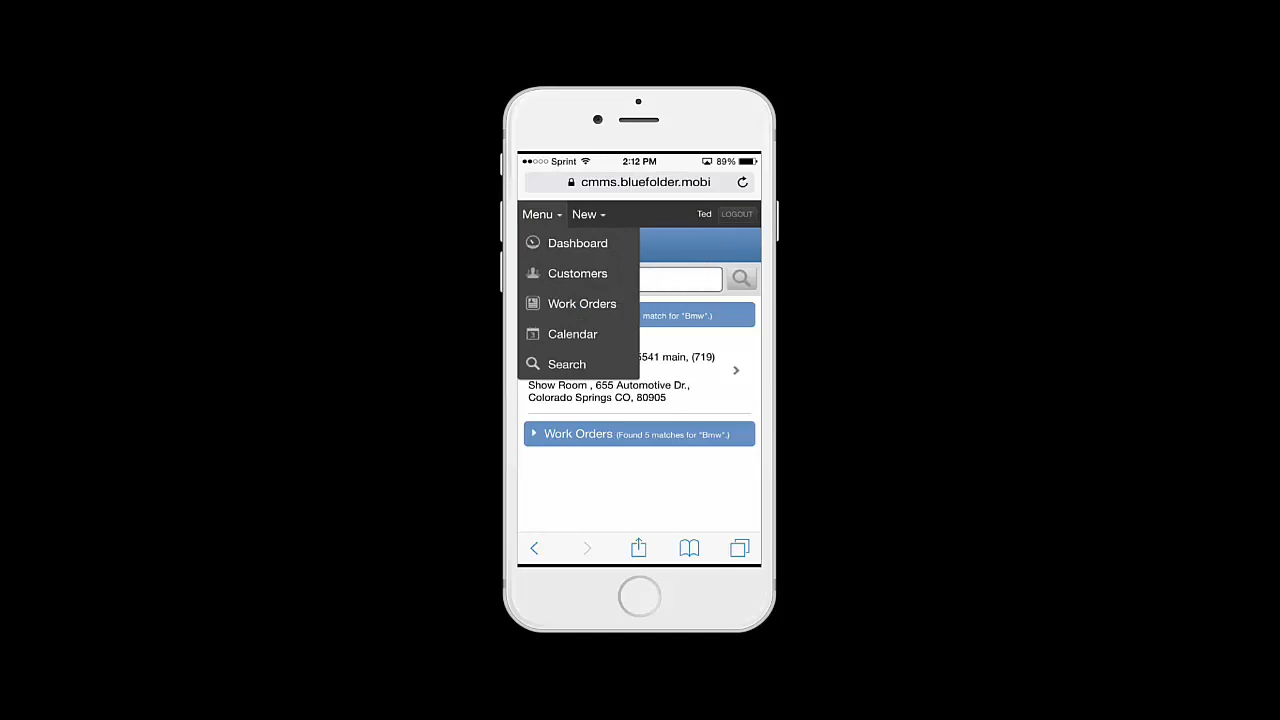 Sprint 2:12 PM 89%
cmms.bluefolder.mobi
Menu New Ted LOGOUT
Dashboard
Customers
Work Orders
match for "Bmw".)
Calendar
5541 main, (719)
Search
Show Room , 655 Automotive Dr.,
Colorado Springs CO, 80905
Work Orders (Found 5 matches for "Bmw".)